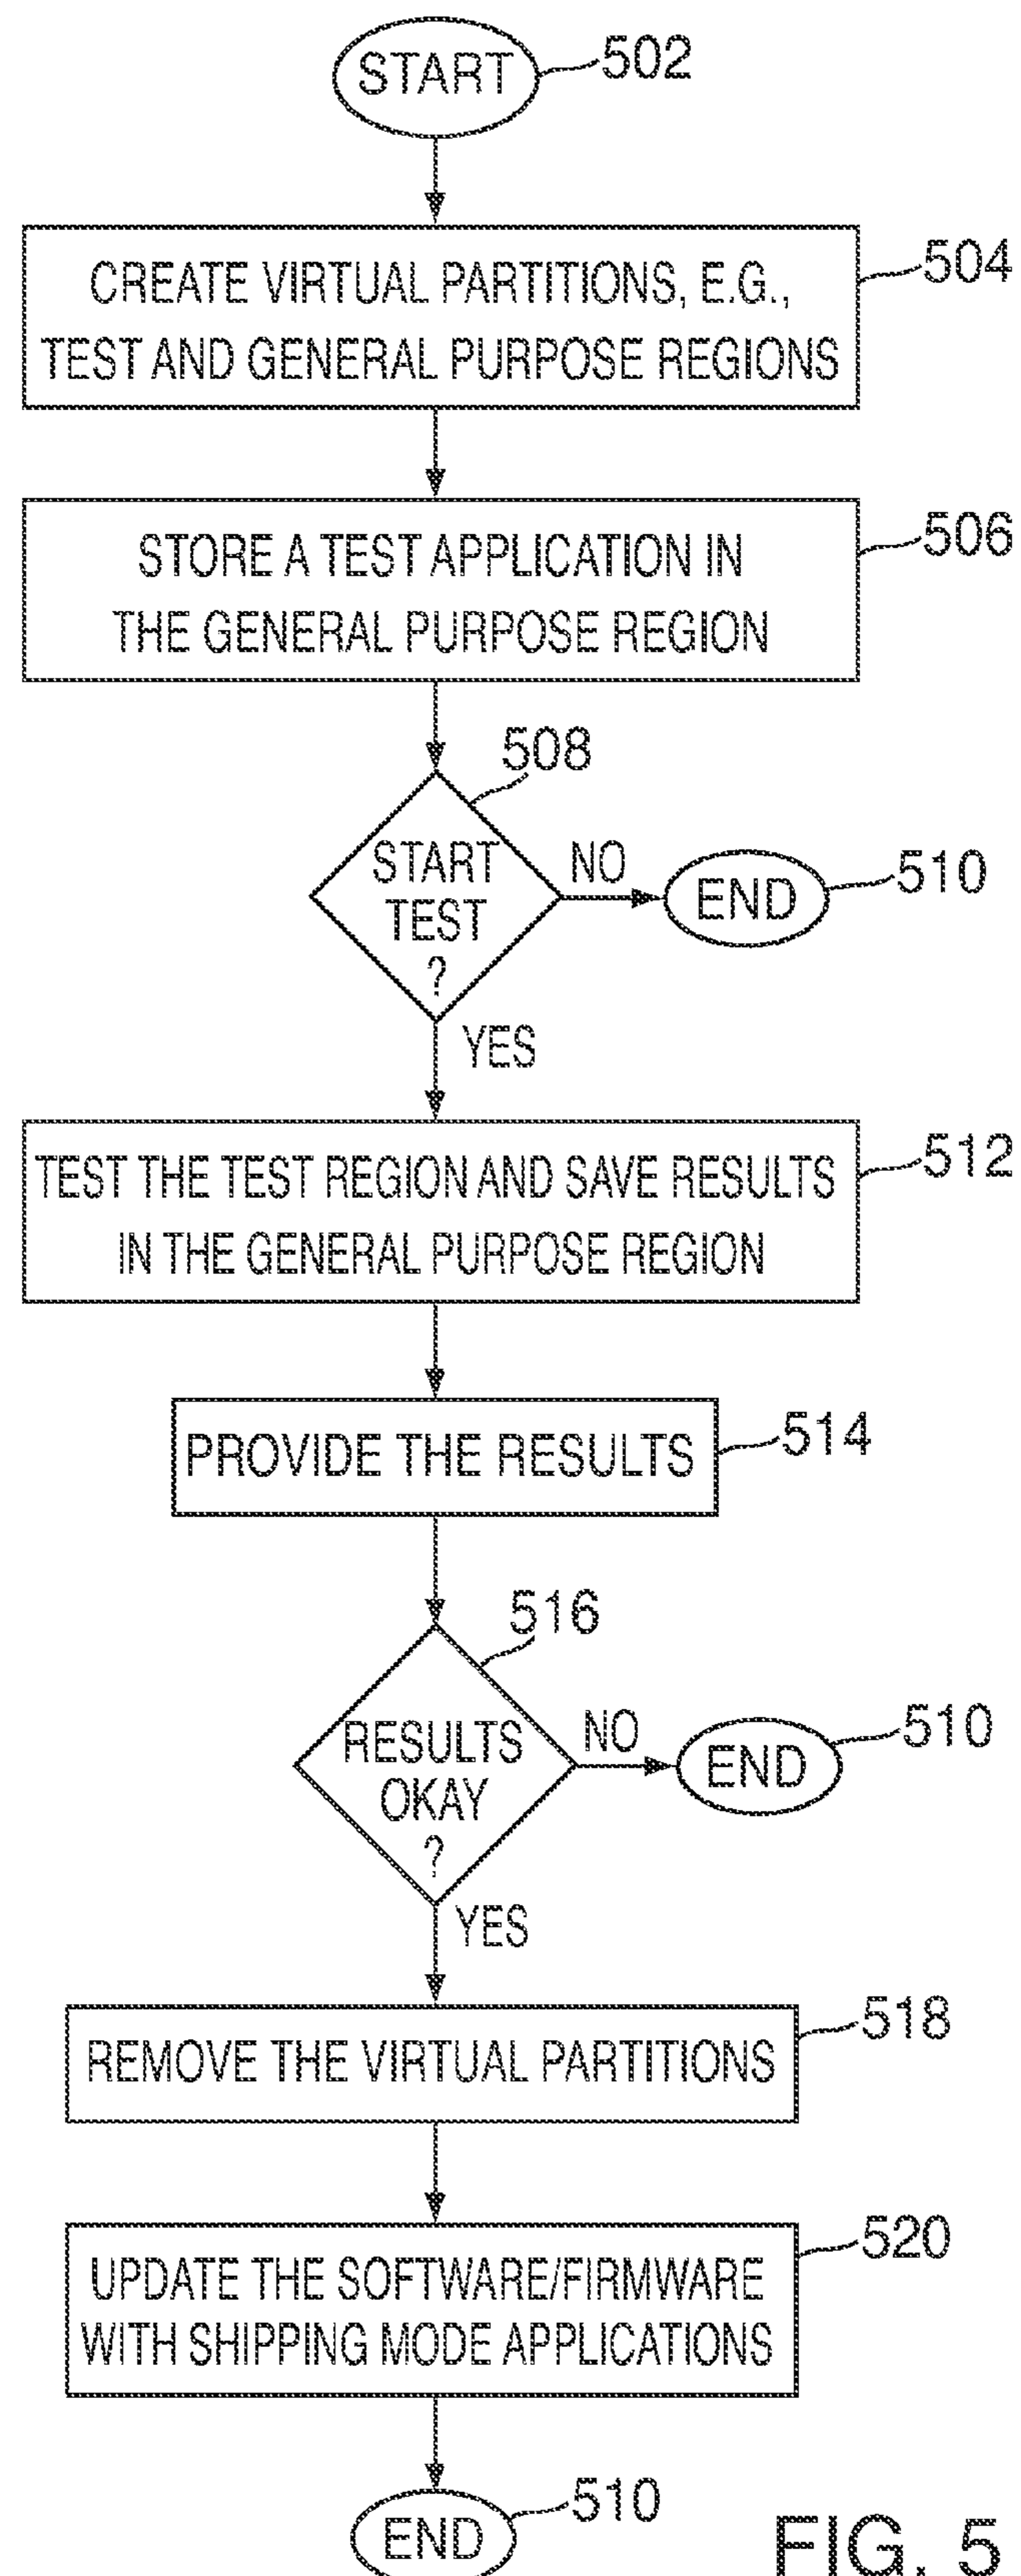 START
502
CREATE VIRTUAL PARTITIONS, E.G.,
TEST AND GENERAL PURPOSE REGIONS
504
STORE A TEST APPLICATION IN
THE GENERAL PURPOSE REGION
506
508
START
TEST
?
NO
END
510
YES
TEST THE TEST REGION AND SAVE RESULTS
IN THE GENERAL PURPOSE REGION
512
PROVIDE THE RESULTS
514
516
RESULTS
OKAY
?
NO
END
510
YES
REMOVE THE VIRTUAL PARTITIONS
518
UPDATE THE SOFTWARE/FIRMWARE
WITH SHIPPING MODE APPLICATIONS
520
END
510
FIG. 5